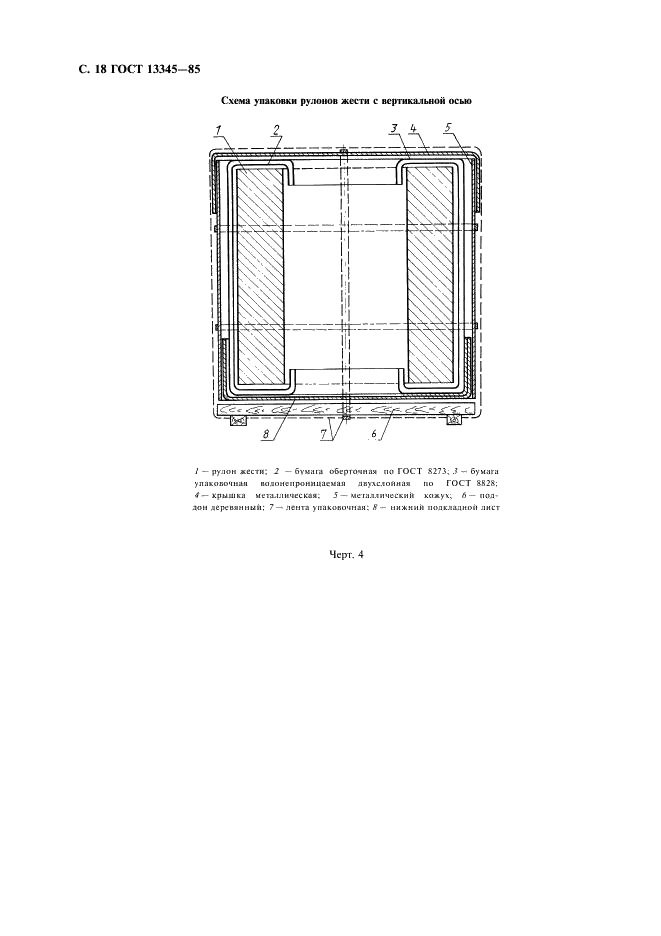 С. 18 ГОСТ 13345—85
Схема упаковки рулонов жести с вертикальной осью
1 2 3 4 5
8 7 6
1 — рулон жести; 2 — бумага оберточная по ГОСТ 8273; 3 — бумага
упаковочная водонепроницаемая двухслойная по ГОСТ 8828;
4 — крышка металлическая; 5 — металлический кожух; 6 — под-
дон деревянный; 7 — лента упаковочная; 8 — нижний подкладной лист
Черт. 4